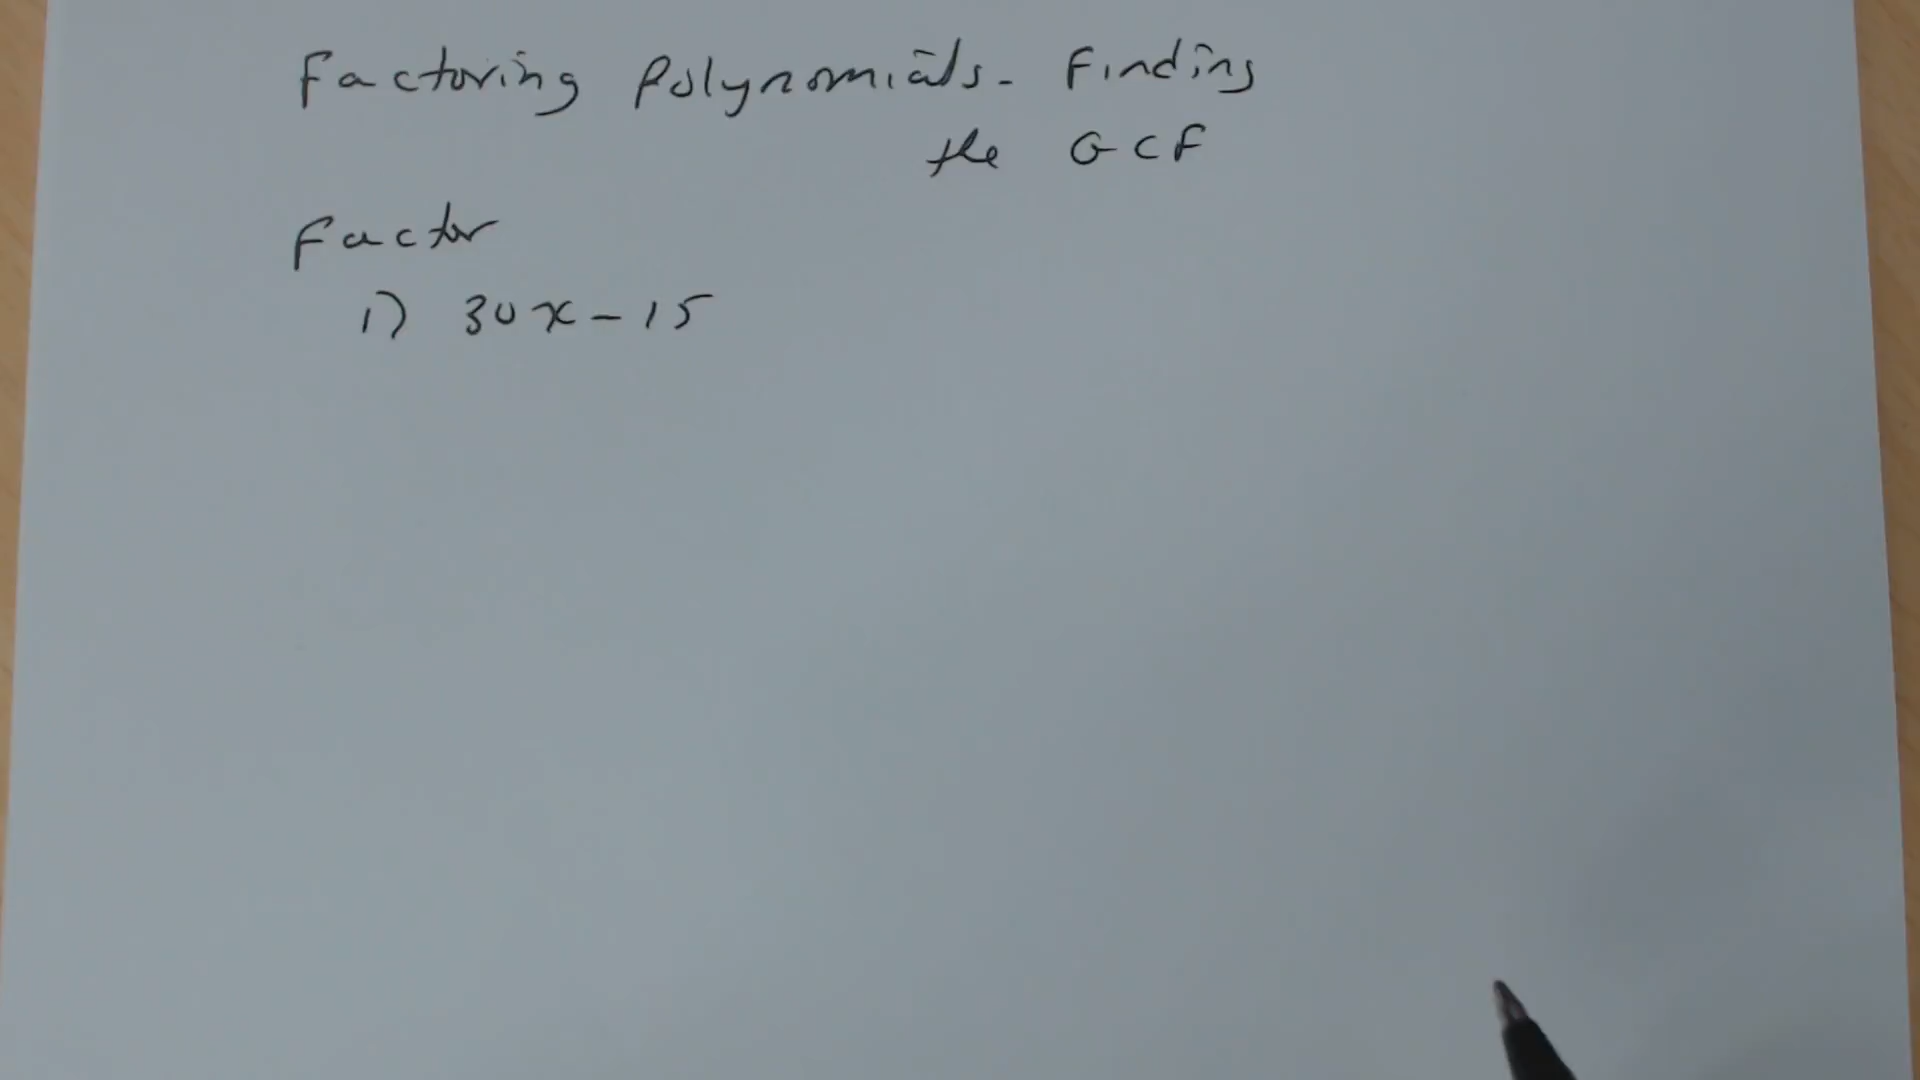 Factoring Polynomials - Finding
the GCF
Factor
1) 30x - 15